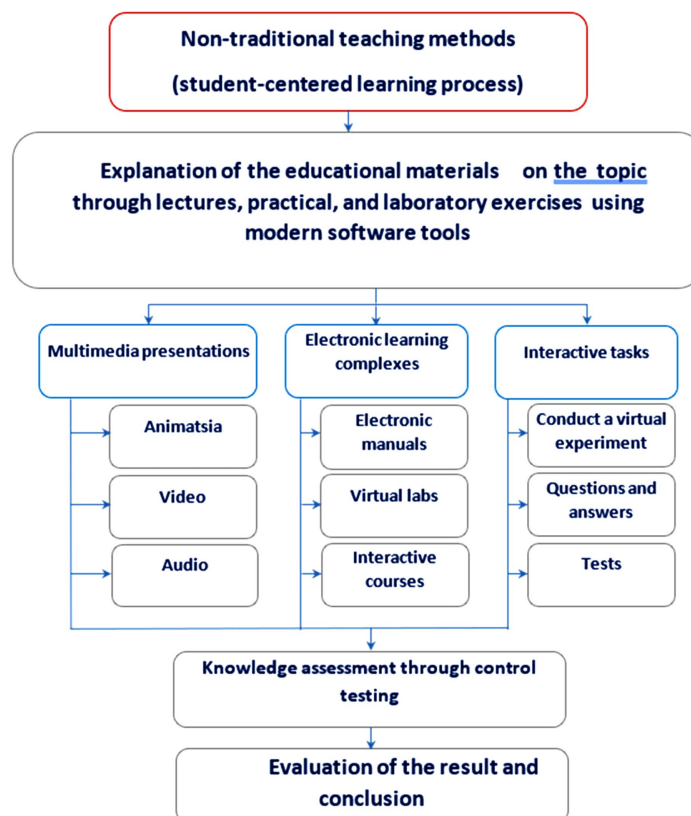 Non-traditional teaching methods
(student-centered learning process)
Explanation of the educational materials on the topic
through lectures, practical, and laboratory exercises using
modern software tools
Multimedia presentations
Electronic learning
complexes
Interactive tasks
Animatsia
Electronic
manuals
Conduct a virtual
experiment
Video
Virtual labs
Questions and
answers
Audio
Interactive
courses
Tests
Knowledge assessment through control
testing
Evaluation of the result and
conclusion